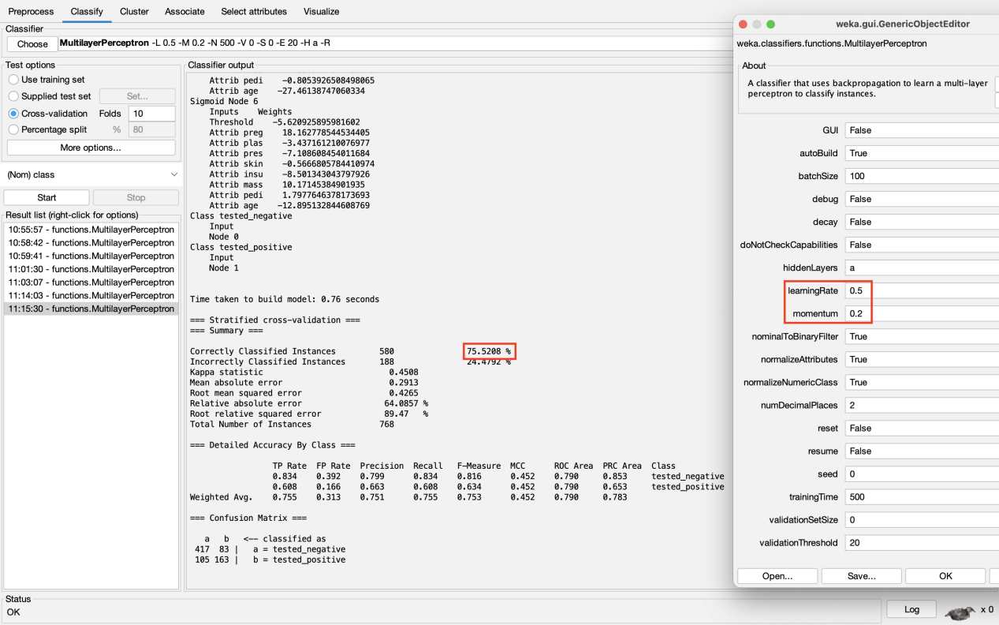 Preprocess Classify Cluster Associate Select attributes Visualize
Classifier
Choose MultilayerPerceptron -L 0.5 -M 0.2 -N 500 -V 0 -S 0 -E 20 -H a -R
Test options
Use training set
Supplied test set Set...
Cross-validation Folds 10
Percentage split % 80
More options...
(Nom) class
Start Stop
Result list (right-click for options)
10:55:57 - functions.MultilayerPerceptron
10:58:42 - functions.MultilayerPerceptron
10:59:41 - functions.MultilayerPerceptron
11:01:30 - functions.MultilayerPerceptron
11:03:07 - functions.MultilayerPerceptron
11:14:03 - functions.MultilayerPerceptron
11:15:30 - functions.MultilayerPerceptron
Classifier output
Attrib pedi -0.8053926508498065
Attrib age -27.46138747060334
Sigmoid Node 6
Inputs Weights
Threshold -5.620925895981602
Attrib preg 18.162778544534405
Attrib plas -3.437161210076977
Attrib pres -7.108608454011684
Attrib skin -0.5666805784410974
Attrib insu -8.501343043797926
Attrib mass 10.17145384901935
Attrib pedi 1.7977646378173693
Attrib age -12.895132844608769
Class tested_negative
Input
Node 0
Class tested_positive
Input
Node 1
Time taken to build model: 0.76 seconds
=== Stratified cross-validation ===
=== Summary ===
Correctly Classified Instances 580 75.5208 %
Incorrectly Classified Instances 188 24.4792 %
Kappa statistic 0.4508
Mean absolute error 0.2913
Root mean squared error 0.4265
Relative absolute error 64.0857 %
Root relative squared error 89.47 %
Total Number of Instances 768
=== Detailed Accuracy By Class ===
TP Rate FP Rate Precision Recall F-Measure MCC ROC Area PRC Area Class
0.834 0.392 0.799 0.834 0.816 0.452 0.790 0.853 tested_negative
0.608 0.166 0.663 0.608 0.634 0.452 0.790 0.653 tested_positive
Weighted Avg. 0.755 0.313 0.751 0.755 0.753 0.452 0.790 0.783
=== Confusion Matrix ===
a b <-- classified as
417 83 | a = tested_negative
105 163 | b = tested_positive
Status
OK
Log x 0
weka.gui.GenericObjectEditor
weka.classifiers.functions.MultilayerPerceptron
About
A classifier that uses backpropagation to learn a multi-layer
perceptron to classify instances.
GUI False
autoBuild True
batchSize 100
debug False
decay False
doNotCheckCapabilities False
hiddenLayers a
learningRate 0.5
momentum 0.2
nominalToBinaryFilter True
normalizeAttributes True
normalizeNumericClass True
numDecimalPlaces 2
reset False
resume False
seed 0
trainingTime 500
validationSetSize 0
validationThreshold 20
Open... Save... OK